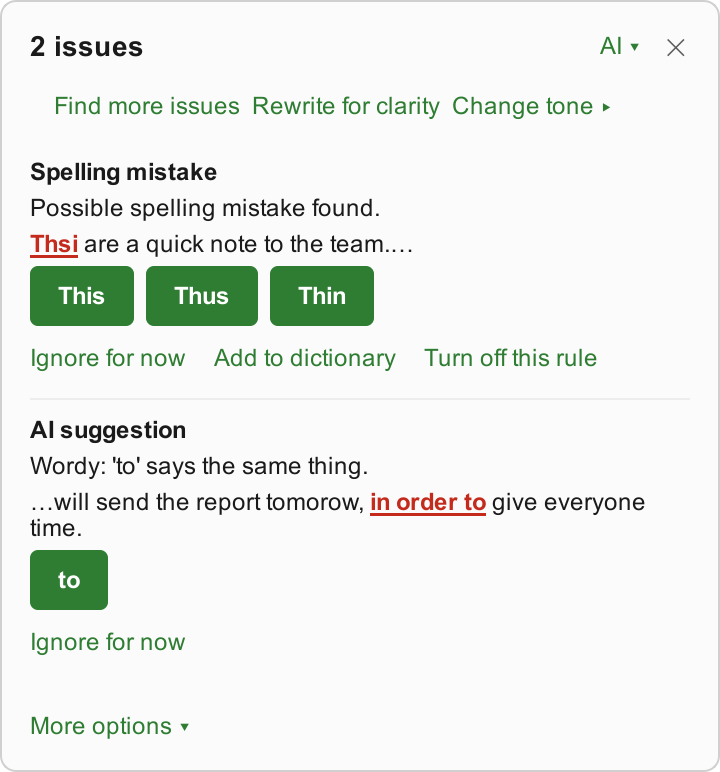 2 issues
AI ▾
Find more issues Rewrite for clarity Change tone ▸
Spelling mistake
Possible spelling mistake found.
Thsi are a quick note to the team.…
This Thus Thin
Ignore for now Add to dictionary Turn off this rule
AI suggestion
Wordy: 'to' says the same thing.
…will send the report tomorow, in order to give everyone
time.
to
Ignore for now
More options ▾